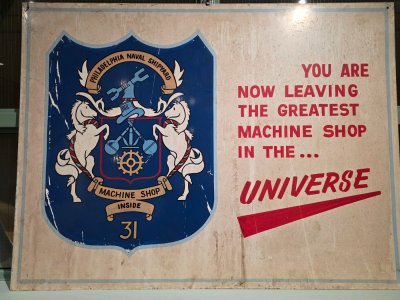 PHILADELPHIA NAVAL SHIPYARD
MACHINE SHOP
INSIDE
31
YOU ARE
NOW LEAVING
THE GREATEST
MACHINE SHOP
IN THE...
UNIVERSE